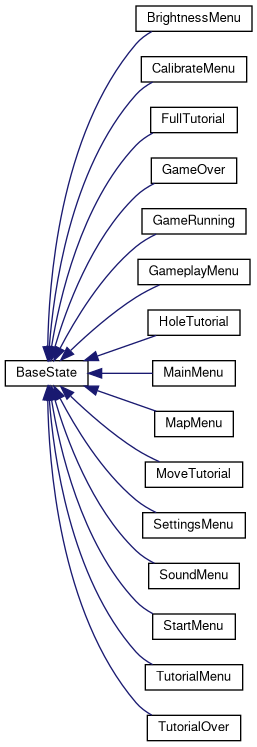 BrightnessMenu
CalibrateMenu
FullTutorial
GameOver
GameRunning
GameplayMenu
HoleTutorial
BaseState
MainMenu
MapMenu
MoveTutorial
SettingsMenu
SoundMenu
StartMenu
TutorialMenu
TutorialOver